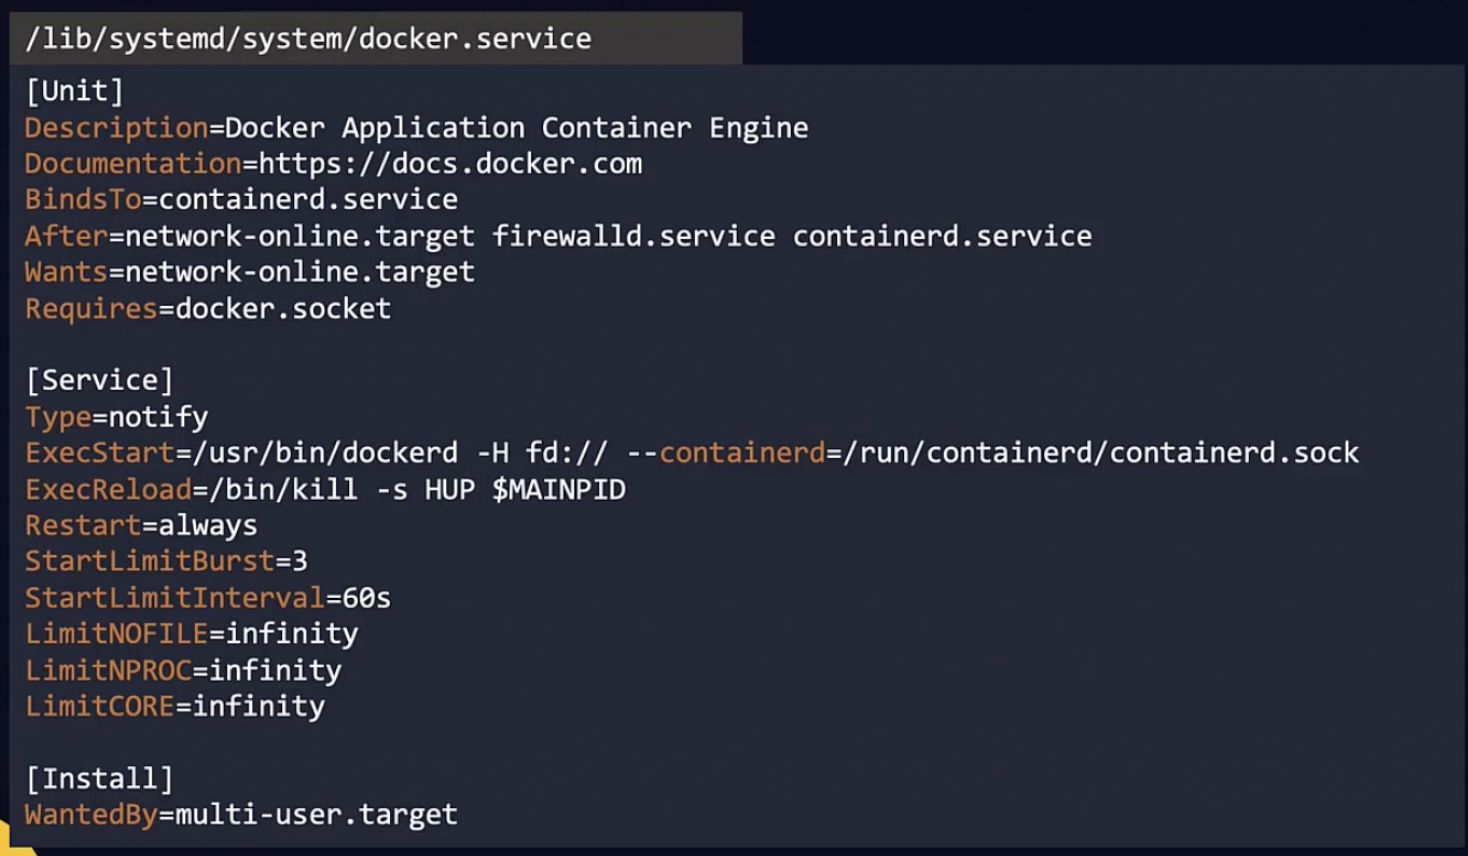 /lib/systemd/system/docker.service
[Unit]
Description=Docker Application Container Engine
Documentation=https://docs.docker.com
BindsTo=containerd.service
After=network-online.target firewalld.service containerd.service
Wants=network-online.target
Requires=docker.socket
[Service]
Type=notify
ExecStart=/usr/bin/dockerd -H fd:// --containerd=/run/containerd/containerd.sock
ExecReload=/bin/kill -s HUP $MAINPID
Restart=always
StartLimitBurst=3
StartLimitInterval=60s
LimitNOFILE=infinity
LimitNPROC=infinity
LimitCORE=infinity
[Install]
WantedBy=multi-user.target